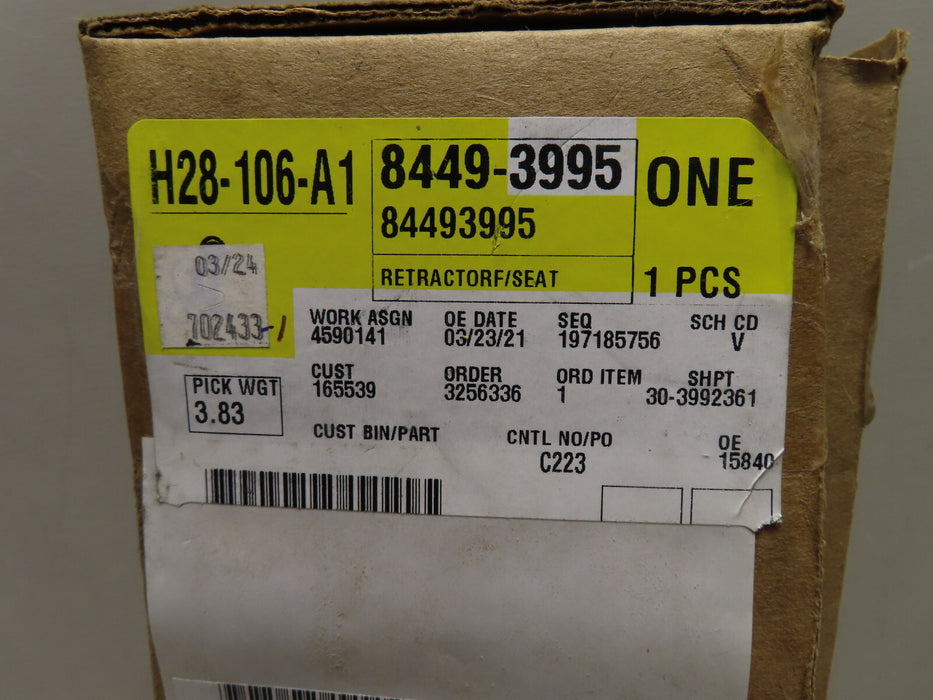 H28-106-A1
8449-3995
84493995
RETRACTORF/SEAT
ONE
1 PCS
03/24
702433-1
WORK ASGN OE DATE SEQ SCH CD
4590141 03/23/21 197185756 V
CUST ORDER ORD ITEM SHPT
165539 3256336 1 30-3992361
PICK WGT
3.83
CUST BIN/PART CNTL NO/PO OE
C223 15840